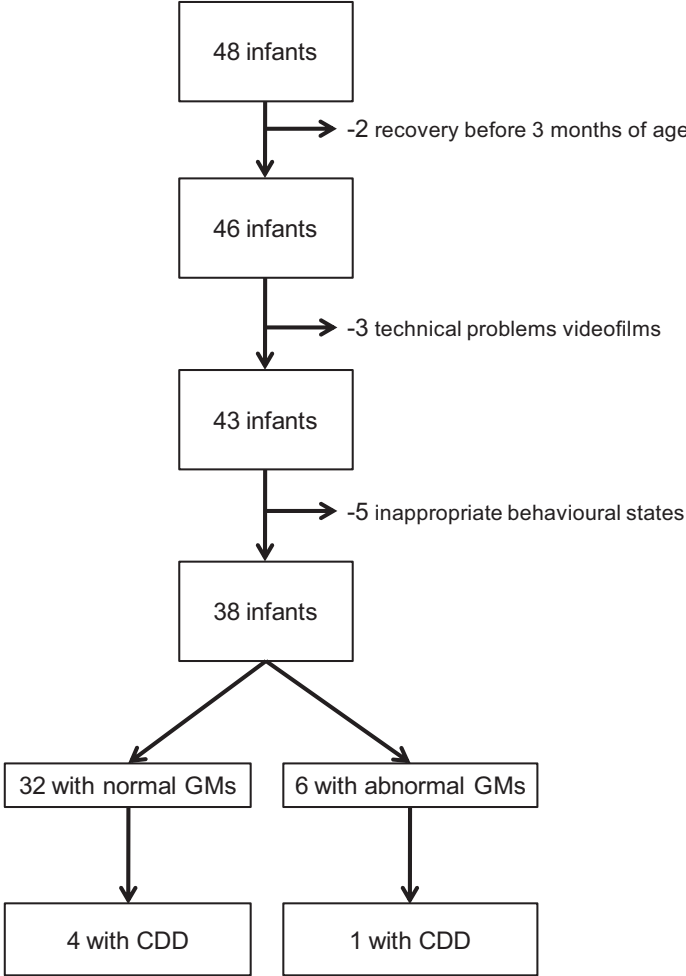 48 infants
-2 recovery before 3 months of age
46 infants
-3 technical problems videofilms
43 infants
-5 inappropriate behavioural states
38 infants
32 with normal GMs
6 with abnormal GMs
4 with CDD
1 with CDD